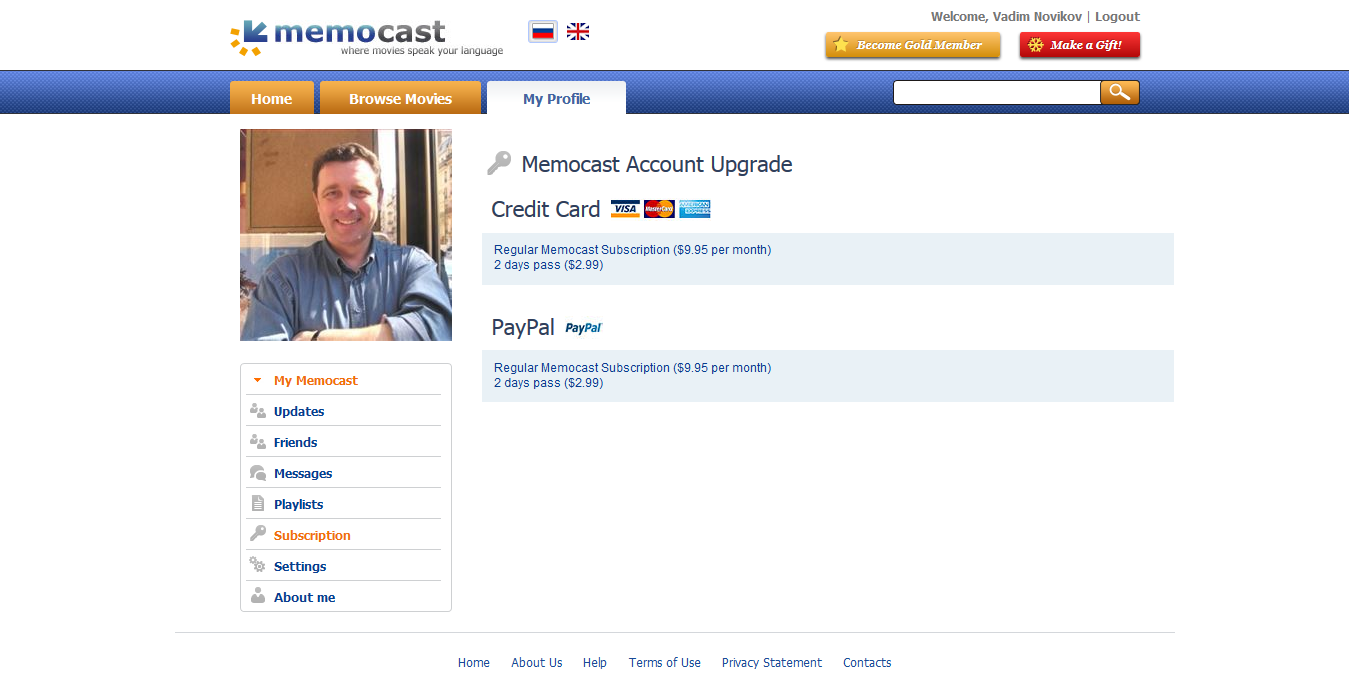 memocast
where movies speak your language
Welcome, Vadim Novikov | Logout
Become Gold Member
Make a Gift!
Home
Browse Movies
My Profile
Memocast Account Upgrade
Credit Card VISA MasterCard AMERICAN EXPRESS
Regular Memocast Subscription ($9.95 per month)
2 days pass ($2.99)
PayPal PayPal
Regular Memocast Subscription ($9.95 per month)
2 days pass ($2.99)
My Memocast
Updates
Friends
Messages
Playlists
Subscription
Settings
About me
Home About Us Help Terms of Use Privacy Statement Contacts